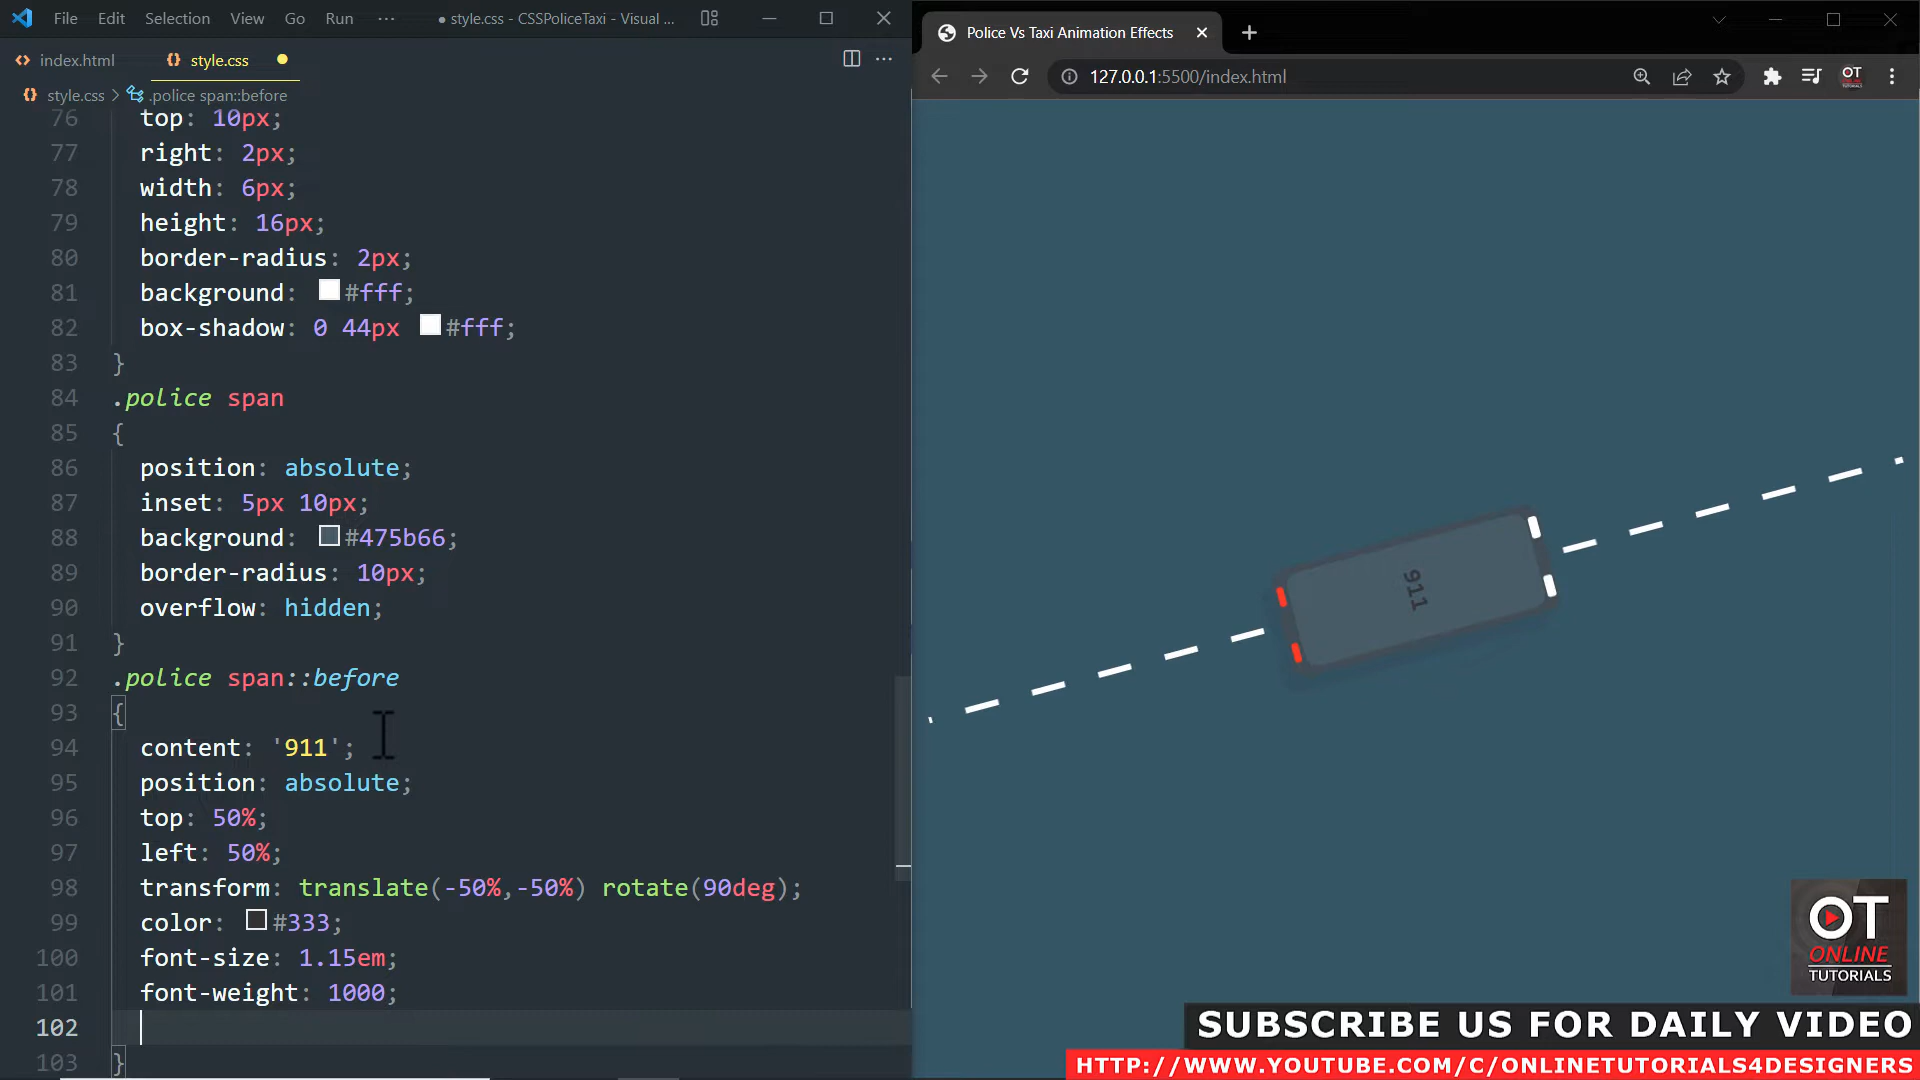 File Edit Selection View Go Run ··· ● style.css - CSSPoliceTaxi - Visual ...
index.html style.css
style.css > .police span::before
76 top: 10px;
77 right: 2px;
78 width: 6px;
79 height: 16px;
80 border-radius: 2px;
81 background: #fff;
82 box-shadow: 0 44px #fff;
83 }
84 .police span
85 {
86 position: absolute;
87 inset: 5px 10px;
88 background: #475b66;
89 border-radius: 10px;
90 overflow: hidden;
91 }
92 .police span::before
93 {
94 content: '911';
95 position: absolute;
96 top: 50%;
97 left: 50%;
98 transform: translate(-50%,-50%) rotate(90deg);
99 color: #333;
100 font-size: 1.15em;
101 font-weight: 1000;
102
103 }
Police Vs Taxi Animation Effects
127.0.0.1:5500/index.html
OT
911
OT
ONLINE
TUTORIALS
SUBSCRIBE US FOR DAILY VIDEO
HTTP://WWW.YOUTUBE.COM/C/ONLINETUTORIALS4DESIGNERS